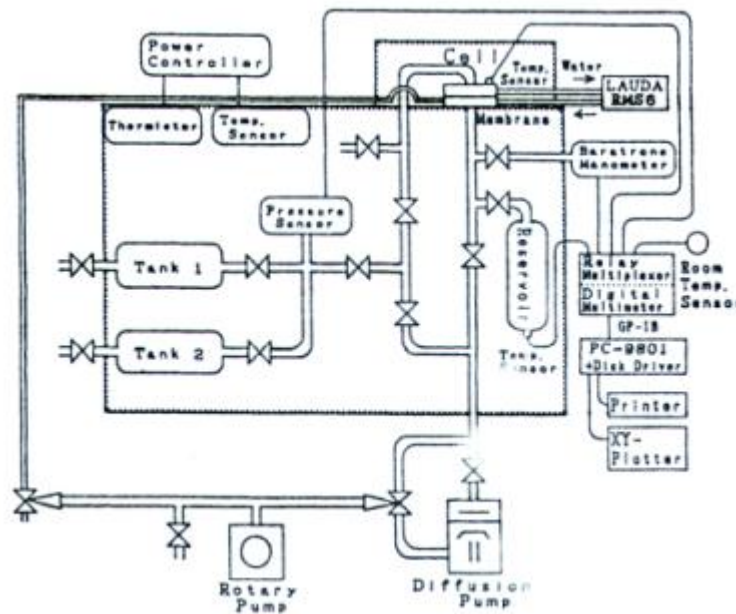 Power
Controller
Cell
Temp.
Sensor
Water
LAUDA
RMS6
Thermister
Temp.
Sensor
Membrane
Baratrane
Manometer
Pressure
Sensor
Tank 1
Tank 2
Reservoir
Temp.
Sensor
Relay
Multiplexer
Digital
Multimeter
Room
Temp.
Sensor
GP-IB
PC-9801
+Disk Driver
Printer
XY-
Plotter
Rotary
Pump
Diffusion
Pump